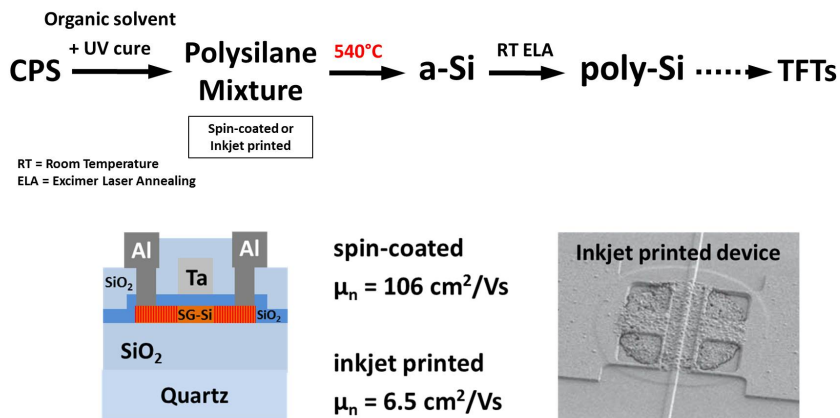 Organic solvent
+ UV cure
CPS
Polysilane
Mixture
540°C
a-Si
RT ELA
poly-Si
TFTs
Spin-coated or
Inkjet printed
RT = Room Temperature
ELA = Excimer Laser Annealing
Al
Al
Ta
SiO₂
SG-Si
SiO₂
SiO₂
Quartz
spin-coated
μₙ = 106 cm²/Vs
inkjet printed
μₙ = 6.5 cm²/Vs
Inkjet printed device